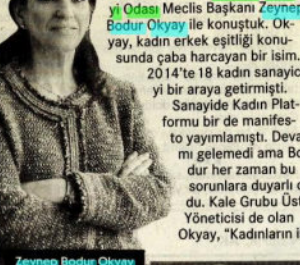 yi Odası Meclis Başkanı Zeynep
Bodur Okyay ile konuştuk. Ok-
yay, kadın erkek eşitliği konu-
sunda çaba harcayan bir isim.
2014'te 18 kadın sanayic
yi bir araya getirmişti.
Sanayide Kadın Plat-
formu bir de manifes-
to yayımlamıştı. Deva
mı gelemedi ama Bo
dur her zaman bu
sorunlara duyarlı
du. Kale Grubu Üst
Yöneticisi de olan
Okyay, “Kadınların i
Zeynep Bodur Okyay